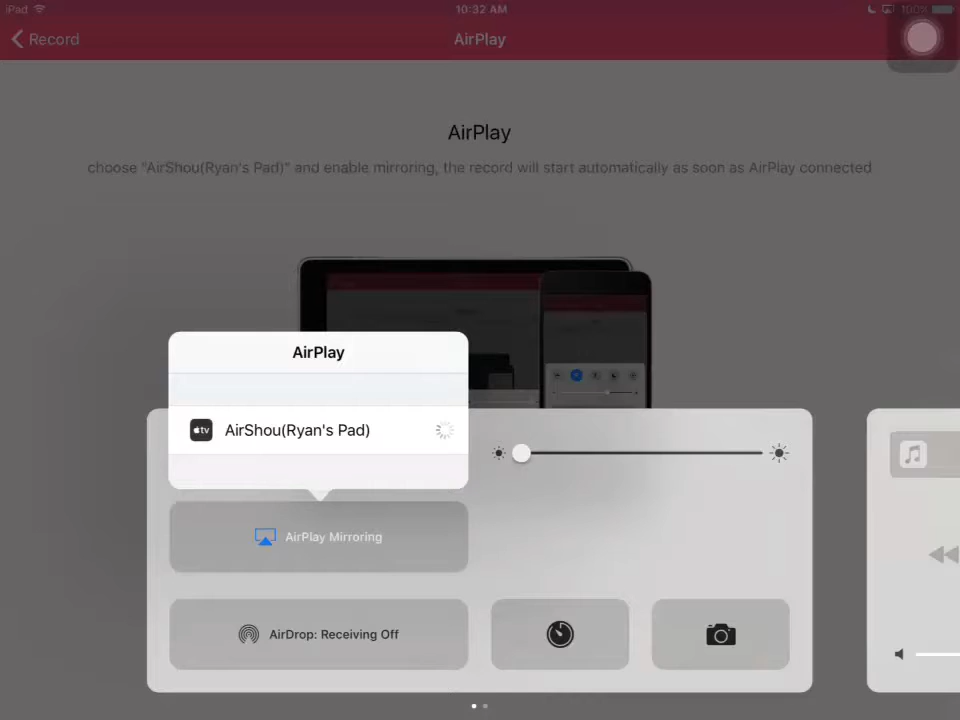 iPad
10:32 AM
100%
Record
AirPlay
AirPlay
choose "AirShou(Ryan's Pad)" and enable mirroring, the record will start automatically as soon as AirPlay connected
AirPlay
tv
AirShou(Ryan's Pad)
AirPlay Mirroring
AirDrop: Receiving Off